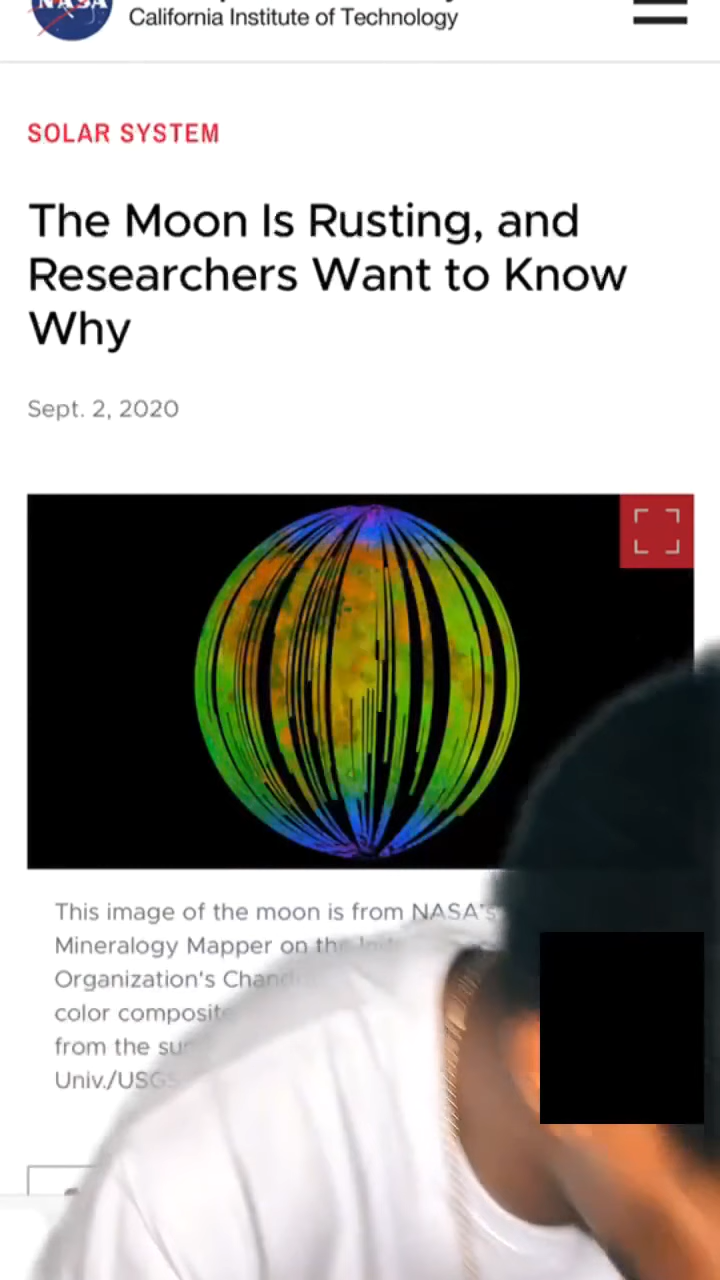 NASA
California Institute of Technology
SOLAR SYSTEM
The Moon Is Rusting, and
Researchers Want to Know
Why
Sept. 2, 2020
This image of the moon is from NASA's
Mineralogy Mapper on the
Organization's
color composite
from the
Univ./USGS